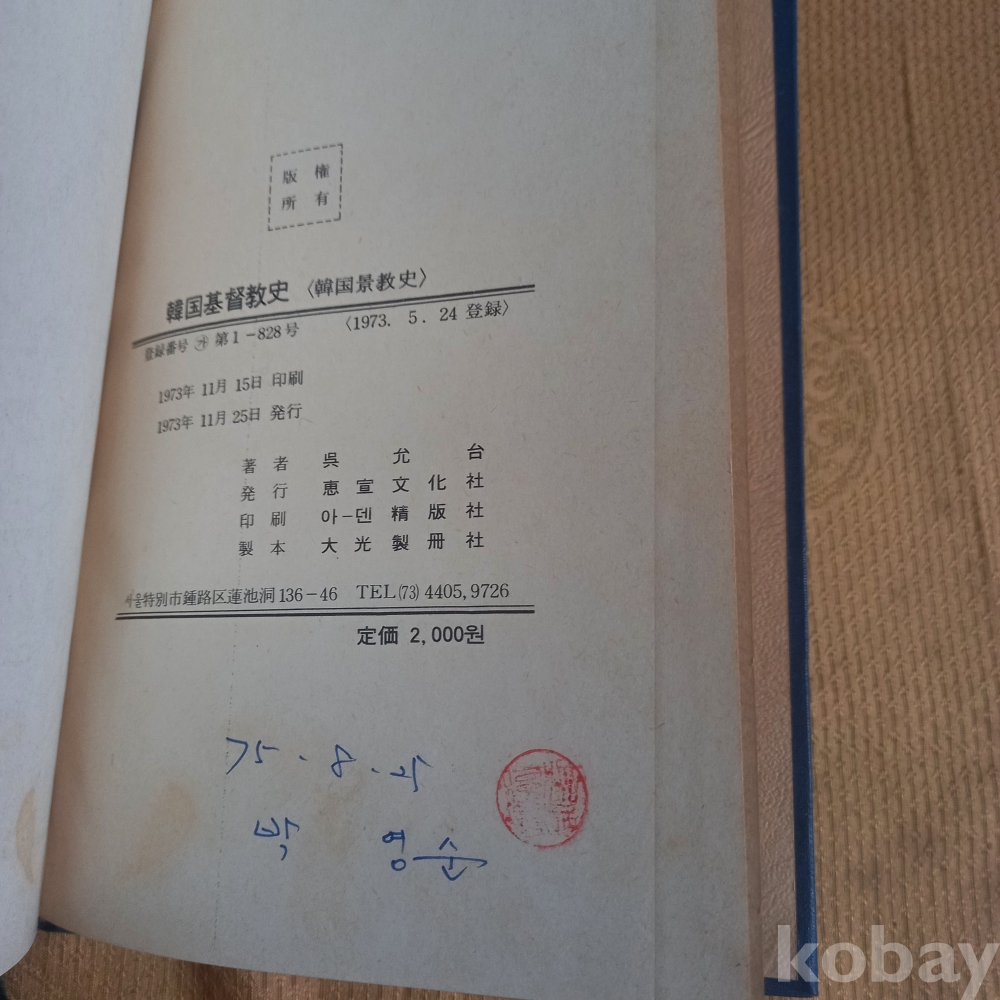 版 権
所 有
韓国基督教史 〈韓国景教史〉
登録番号 ㉮ 第1-828号 〈1973. 5. 24 登録〉
1973年 11月 15日 印刷
1973年 11月 25日 発行
著 者 呉 允 台
発 行 恵 宣 文 化 社
印 刷 아-덴 精 版 社
製 本 大 光 製 冊 社
서울特別市鍾路区蓮池洞 136-46 TEL (73) 4405, 9726
定価 2,000원
75. 8. 25
박 영순
kobay